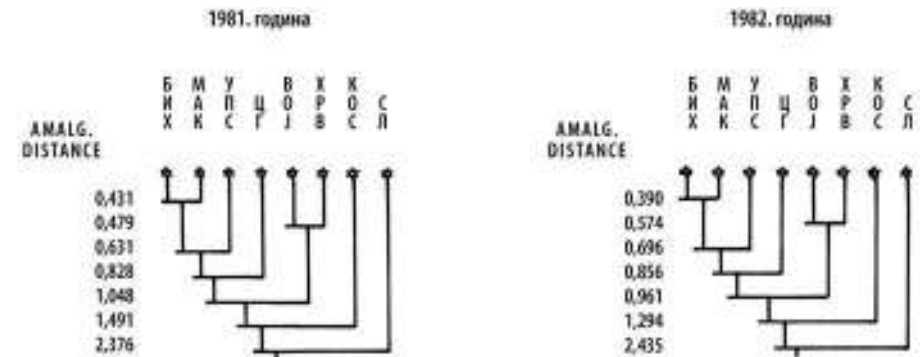 1981. година
Б М У В Х К
И А П Ц О Р О С
Х К С Г Ј В С Л
AMALG.
DISTANCE
0,431
0,479
0,631
0,828
1,048
1,491
2,376
1982. година
Б М У В Х К
И А П Ц О Р О С
Х К С Г Ј В С Л
AMALG.
DISTANCE
0,390
0,574
0,696
0,856
0,961
1,294
2,435